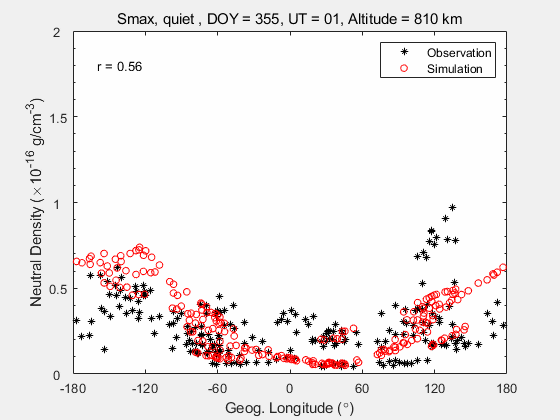 Smax, quiet , DOY = 355, UT = 01, Altitude = 810 km
2
1.5
1
0.5
0
Neutral Density (×10^-16 g/cm^-3)
r = 0.56
Observation
Simulation
-180 -120 -60 0 60 120 180
Geog. Longitude (°)